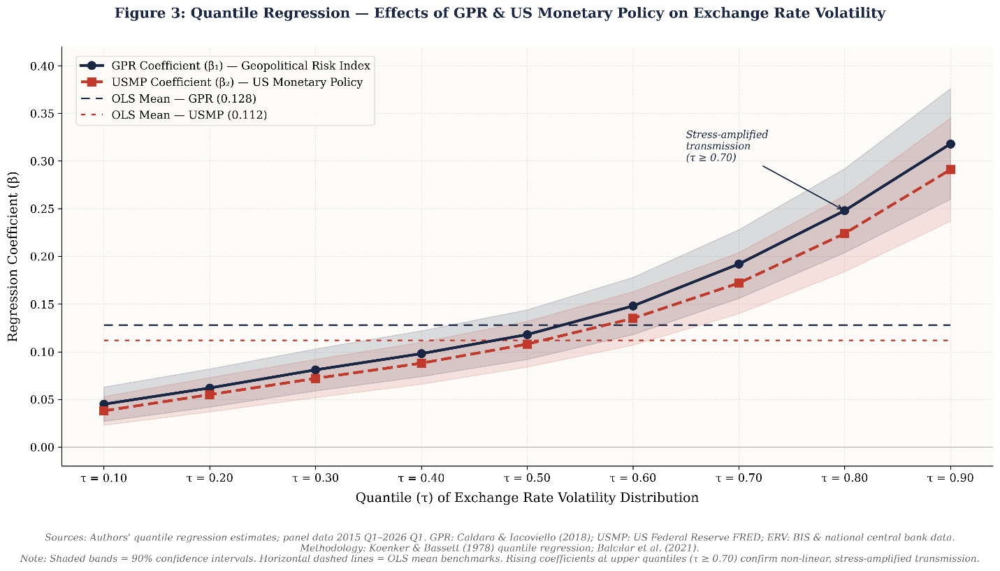 Figure 3: Quantile Regression — Effects of GPR & US Monetary Policy on Exchange Rate Volatility
GPR Coefficient (β₁) — Geopolitical Risk Index
USMP Coefficient (β₂) — US Monetary Policy
OLS Mean — GPR (0.128)
OLS Mean — USMP (0.112)
Stress-amplified
transmission
(τ ≥ 0.70)
Regression Coefficient (β)
0.40
0.35
0.30
0.25
0.20
0.15
0.10
0.05
0.00
τ = 0.10 τ = 0.20 τ = 0.30 τ = 0.40 τ = 0.50 τ = 0.60 τ = 0.70 τ = 0.80 τ = 0.90
Quantile (τ) of Exchange Rate Volatility Distribution
Sources: Authors' quantile regression estimates; panel data 2015 Q1–2026 Q1. GPR: Caldara & Iacoviello (2018); USMP: US Federal Reserve FRED; ERV: BIS & national central bank data.
Methodology: Koenker & Bassett (1978) quantile regression; Balcılar et al. (2021).
Note: Shaded bands = 90% confidence intervals. Horizontal dashed lines = OLS mean benchmarks. Rising coefficients at upper quantiles (τ ≥ 0.70) confirm non-linear, stress-amplified transmission.